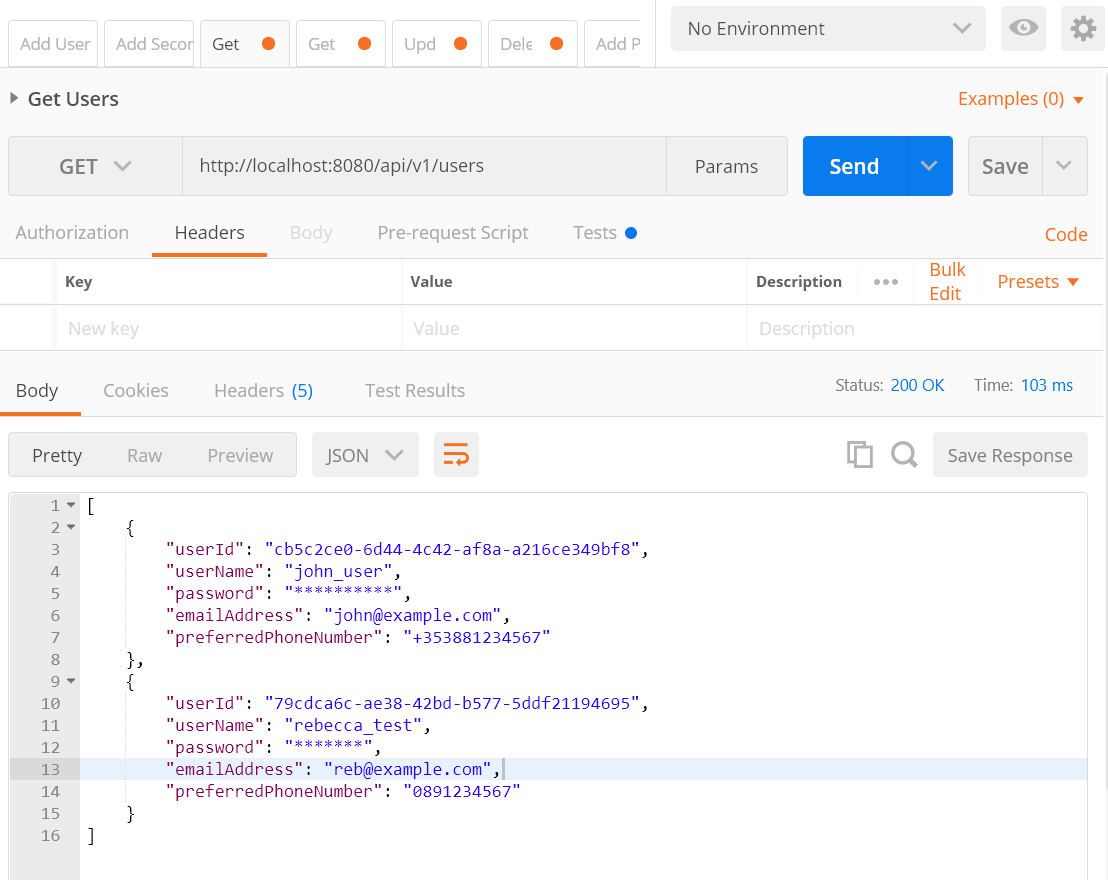 Add User Add Secor Get Get Upd Dele Add P No Environment
Get Users Examples (0)
GET http://localhost:8080/api/v1/users Params Send Save
Authorization Headers Body Pre-request Script Tests Code
Key Value Description ••• Bulk Edit Presets
New key Value Description
Body Cookies Headers (5) Test Results Status: 200 OK Time: 103 ms
Pretty Raw Preview JSON Save Response
1 [
2 {
3 "userId": "cb5c2ce0-6d44-4c42-af8a-a216ce349bf8",
4 "userName": "john_user",
5 "password": "**********",
6 "emailAddress": "john@example.com",
7 "preferredPhoneNumber": "+353881234567"
8 },
9 {
10 "userId": "79cdca6c-ae38-42bd-b577-5ddf21194695",
11 "userName": "rebecca_test",
12 "password": "*******",
13 "emailAddress": "reb@example.com",
14 "preferredPhoneNumber": "0891234567"
15 }
16 ]